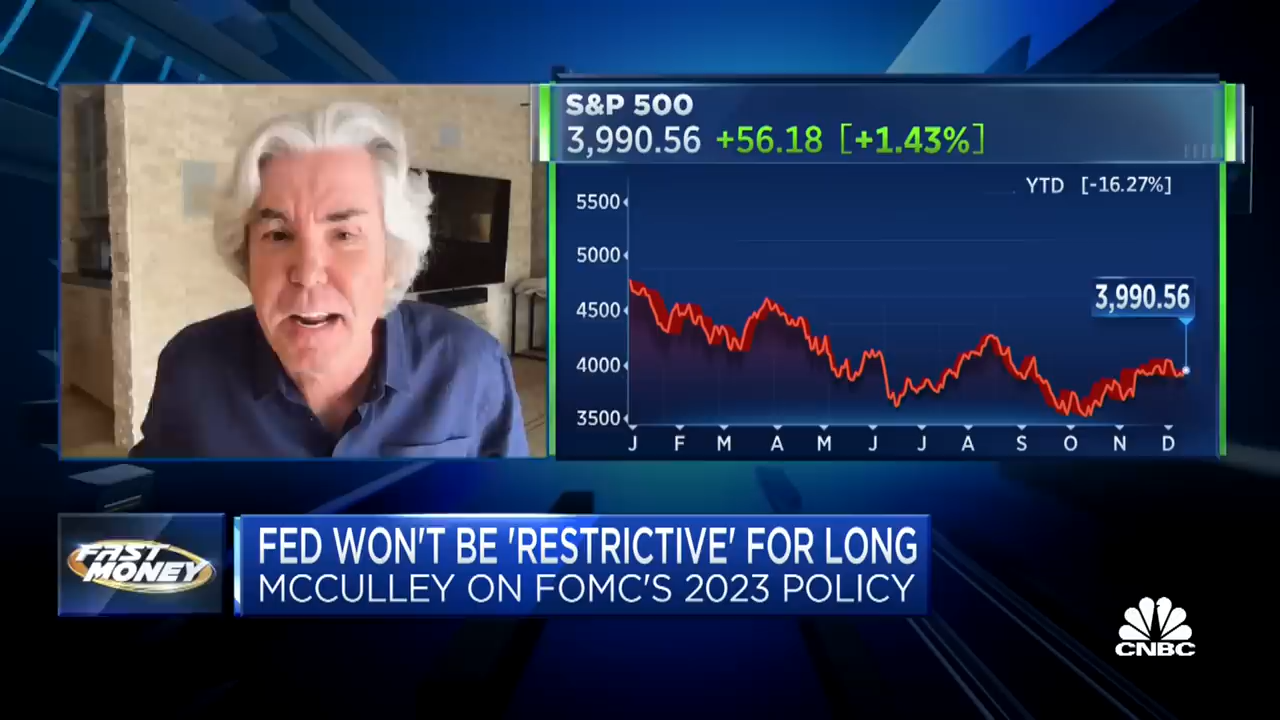 S&P 500
3,990.56 +56.18 [+1.43%]
YTD [-16.27%]
5500
5000
4500
4000
3500
3,990.56
J F M A M J J A S O N D
FAST
MONEY
FED WON'T BE 'RESTRICTIVE' FOR LONG
MCCULLEY ON FOMC'S 2023 POLICY
CNBC